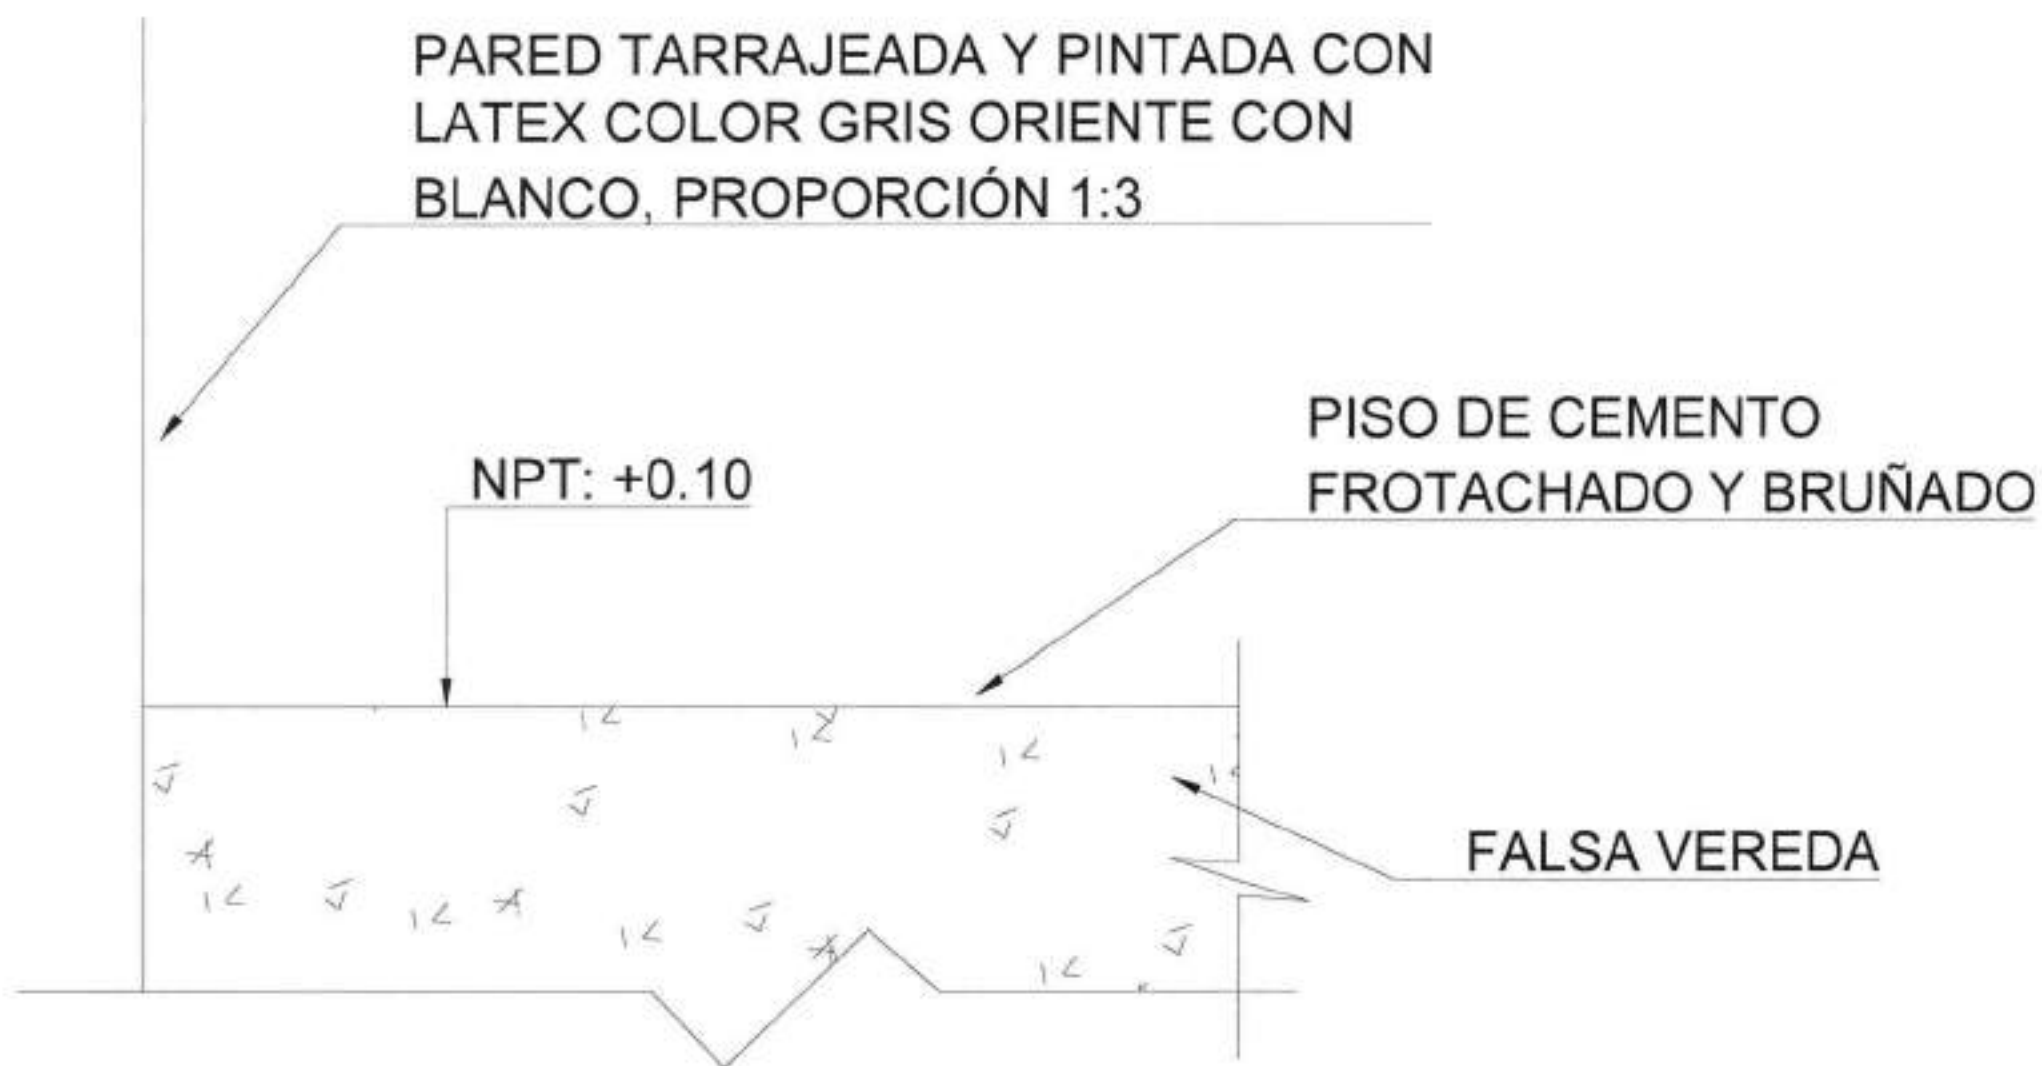 PARED TARRAJEADA Y PINTADA CON
LATEX COLOR GRIS ORIENTE CON
BLANCO, PROPORCIÓN 1:3
NPT: +0.10
PISO DE CEMENTO
FROTACHADO Y BRUÑADO
FALSA VEREDA